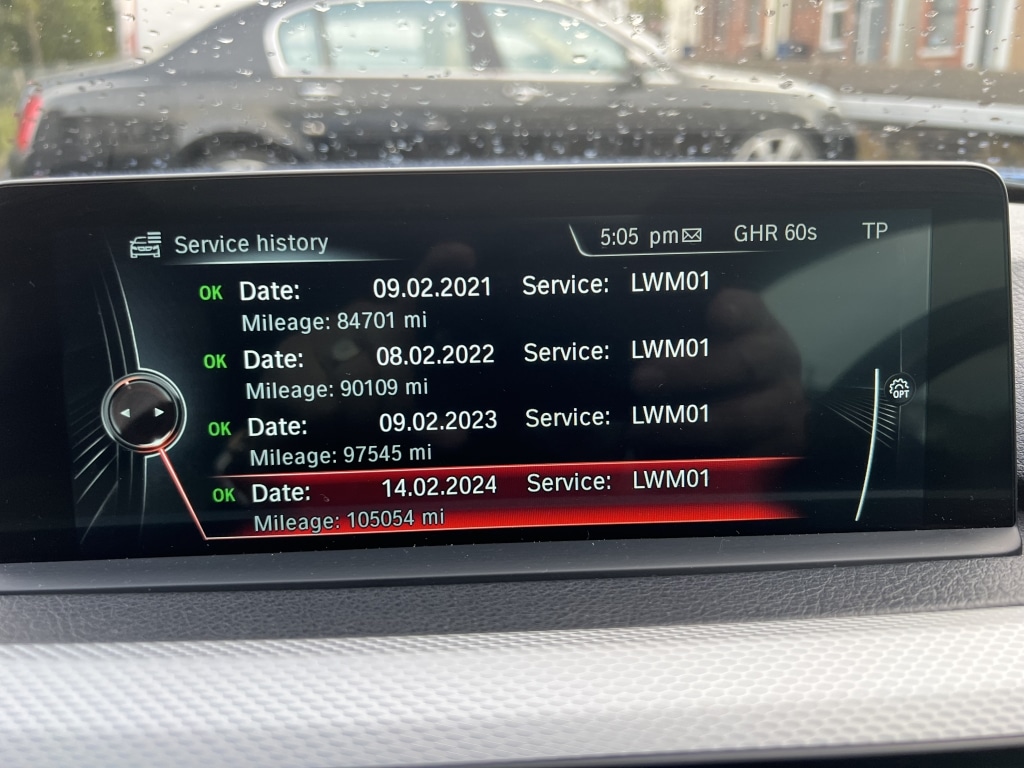 Service history
5:05 pm GHR 60s TP
OK Date: 09.02.2021 Service: LWM01
Mileage: 84701 mi
OK Date: 08.02.2022 Service: LWM01
Mileage: 90109 mi
OPT
OK Date: 09.02.2023 Service: LWM01
Mileage: 97545 mi
OK Date: 14.02.2024 Service: LWM01
Mileage: 105054 mi